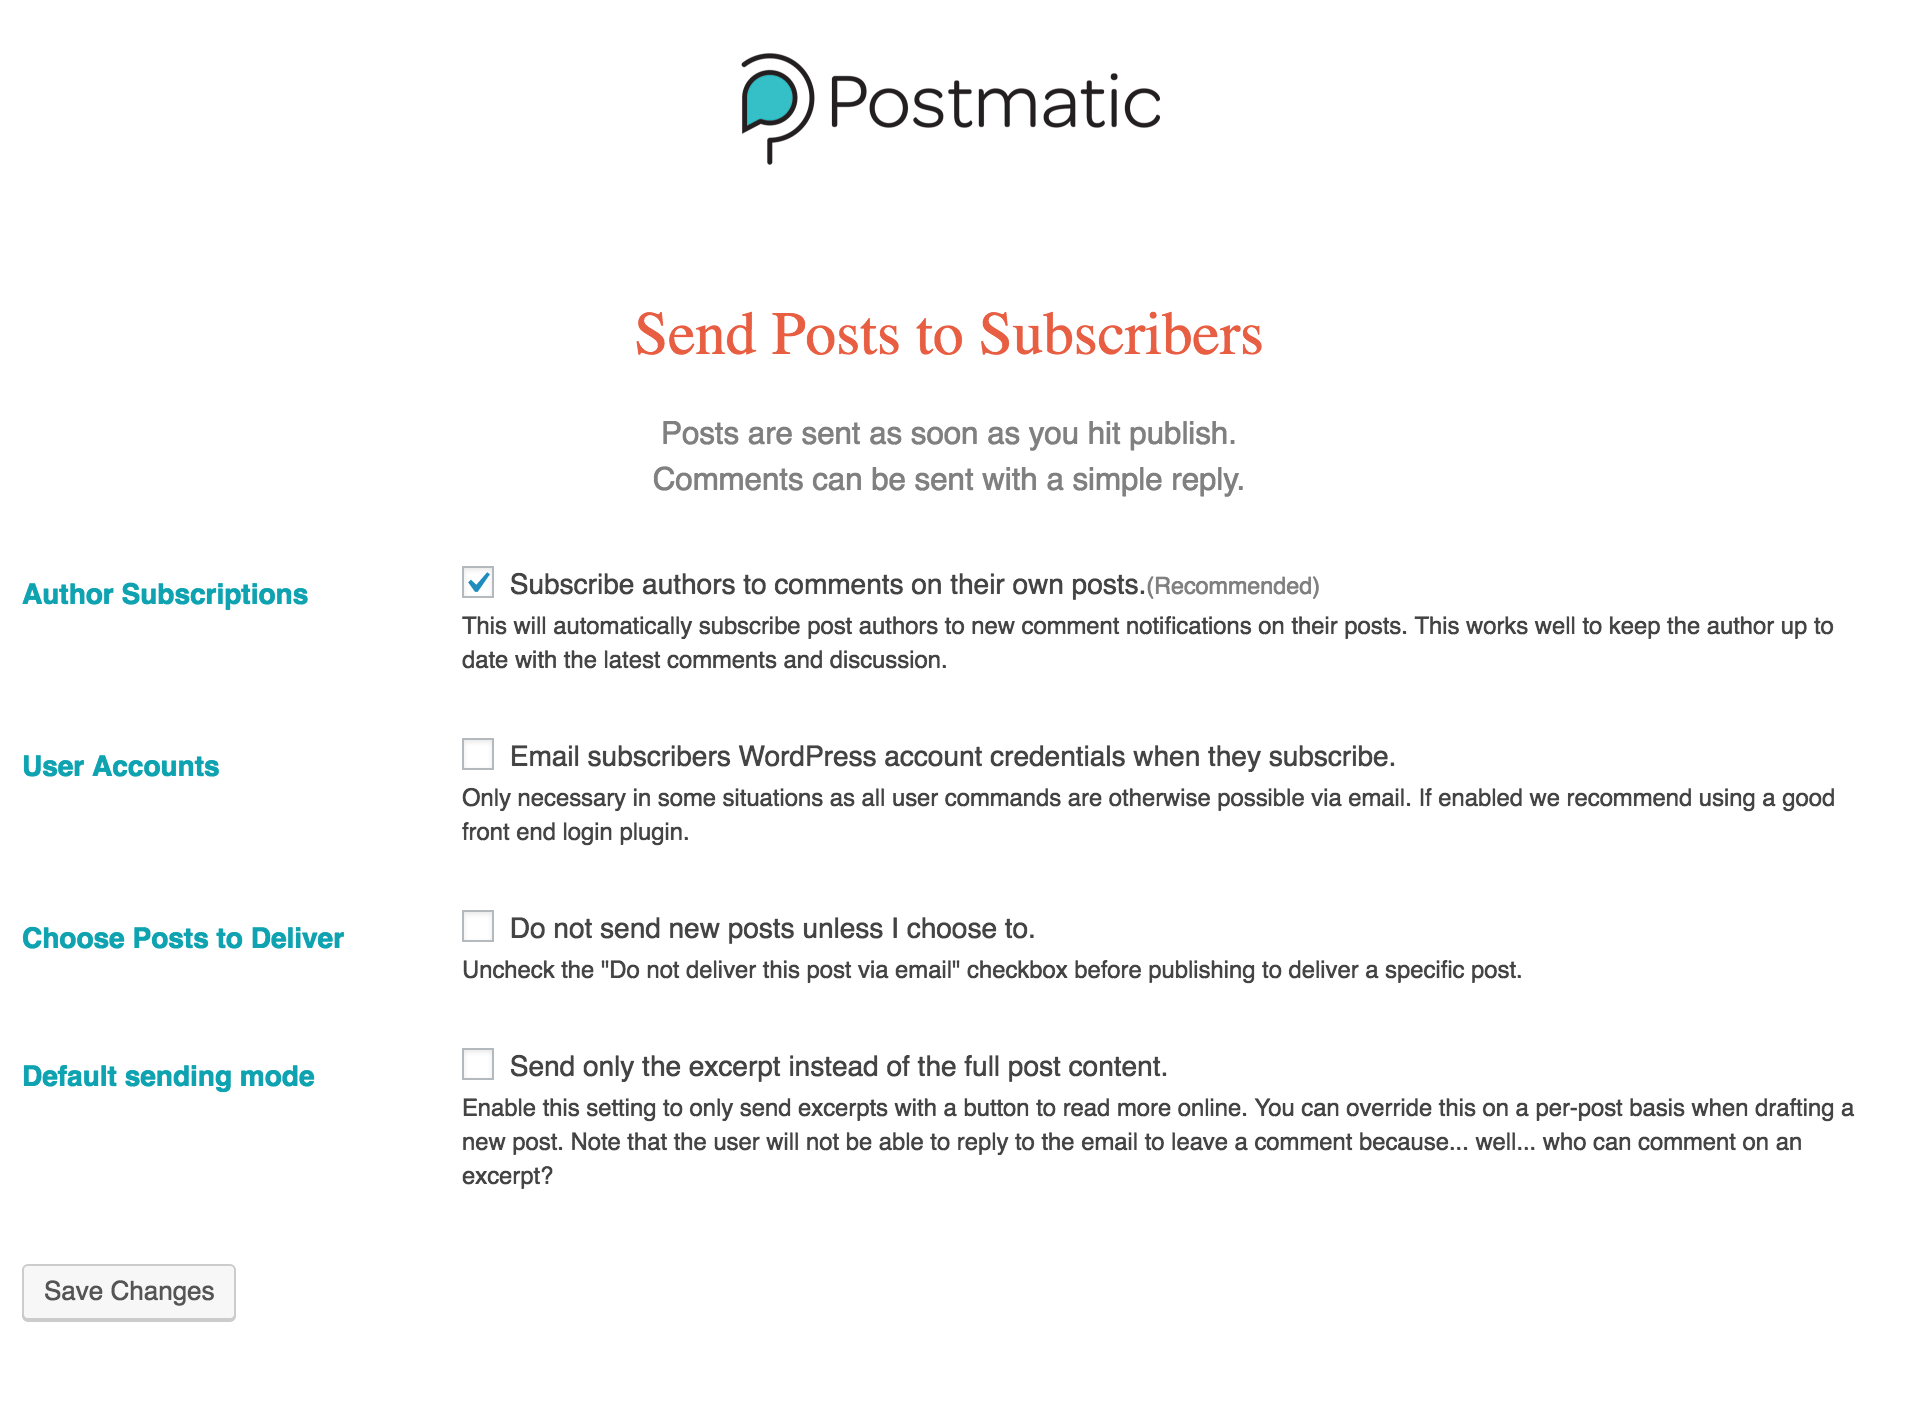 Postmatic
Send Posts to Subscribers
Posts are sent as soon as you hit publish.
Comments can be sent with a simple reply.
Author Subscriptions
Subscribe authors to comments on their own posts.(Recommended)
This will automatically subscribe post authors to new comment notifications on their posts. This works well to keep the author up to
date with the latest comments and discussion.
User Accounts
Email subscribers WordPress account credentials when they subscribe.
Only necessary in some situations as all user commands are otherwise possible via email. If enabled we recommend using a good
front end login plugin.
Choose Posts to Deliver
Do not send new posts unless I choose to.
Uncheck the "Do not deliver this post via email" checkbox before publishing to deliver a specific post.
Default sending mode
Send only the excerpt instead of the full post content.
Enable this setting to only send excerpts with a button to read more online. You can override this on a per-post basis when drafting a
new post. Note that the user will not be able to reply to the email to leave a comment because... well... who can comment on an
excerpt?
Save Changes